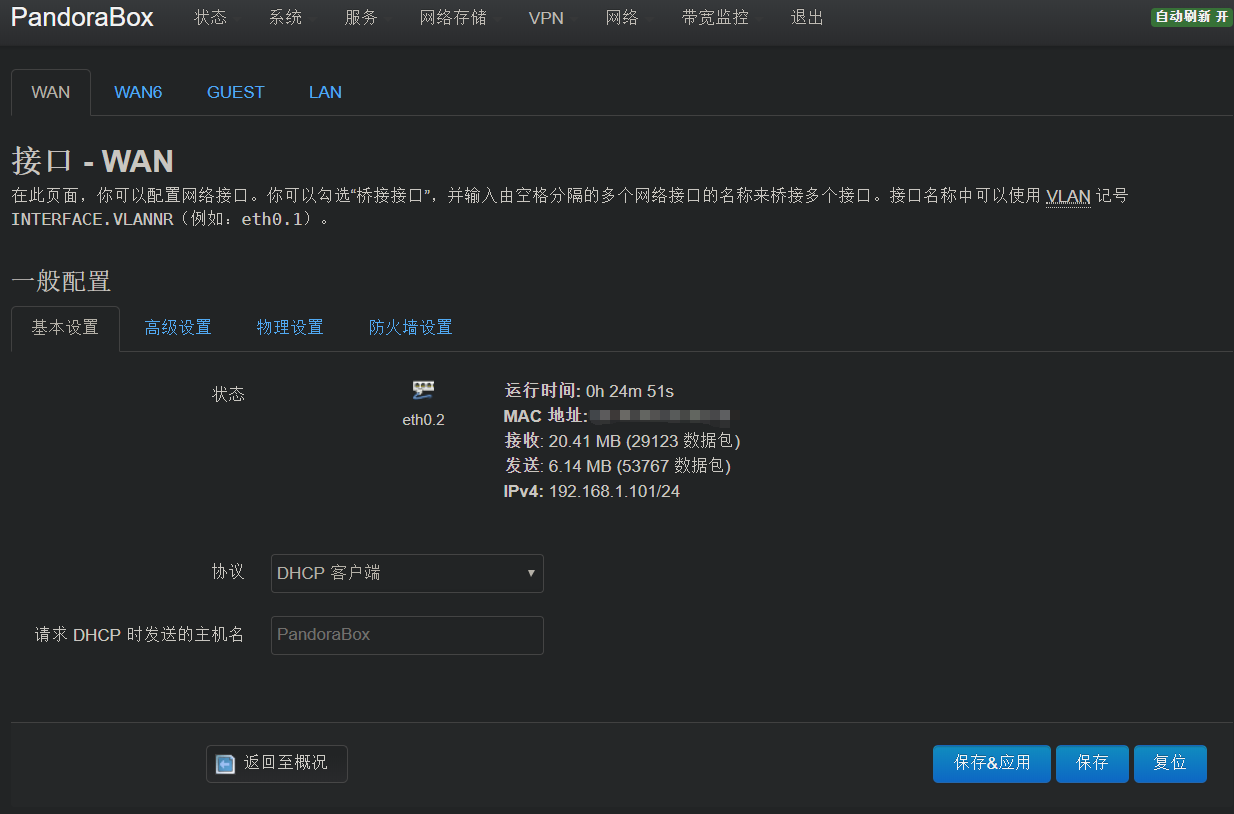 PandoraBox 状态 系统 服务 网络存储 VPN 网络 带宽监控 退出 自动刷新 开
WAN WAN6 GUEST LAN
接口 - WAN
在此页面，你可以配置网络接口。你可以勾选“桥接接口”，并输入由空格分隔的多个网络接口的名称来桥接多个接口。接口名称中可以使用 VLAN 记号
INTERFACE.VLANNR（例如：eth0.1）。
一般配置
基本设置 高级设置 物理设置 防火墙设置
状态
eth0.2
运行时间: 0h 24m 51s
MAC 地址:
接收: 20.41 MB (29123 数据包)
发送: 6.14 MB (53767 数据包)
IPv4: 192.168.1.101/24
协议 DHCP 客户端
请求 DHCP 时发送的主机名 PandoraBox
返回至概况 保存&应用 保存 复位